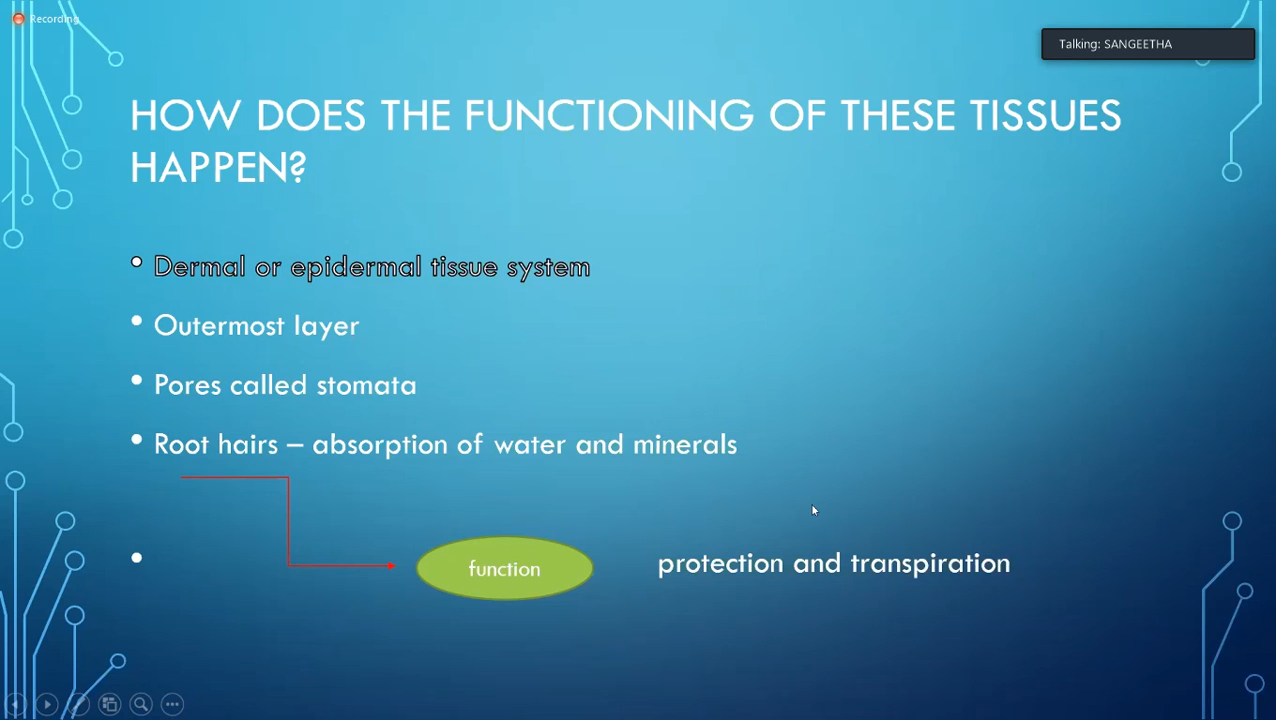 Recording
Talking: SANGEETHA
HOW DOES THE FUNCTIONING OF THESE TISSUES
HAPPEN?
• Dermal or epidermal tissue system
• Outermost layer
• Pores called stomata
• Root hairs – absorption of water and minerals
• function protection and transpiration